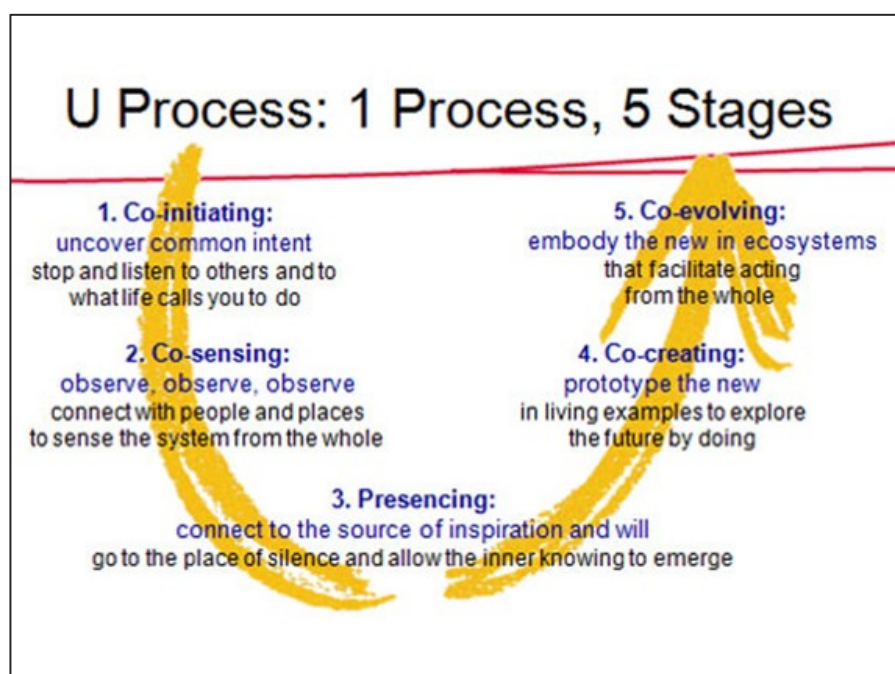 U Process: 1 Process, 5 Stages
1. Co-initiating:
uncover common intent
stop and listen to others and to
what life calls you to do
2. Co-sensing:
observe, observe, observe
connect with people and places
to sense the system from the whole
3. Presencing:
connect to the source of inspiration and will
go to the place of silence and allow the inner knowing to emerge
4. Co-creating:
prototype the new
in living examples to explore
the future by doing
5. Co-evolving:
embody the new in ecosystems
that facilitate acting
from the whole